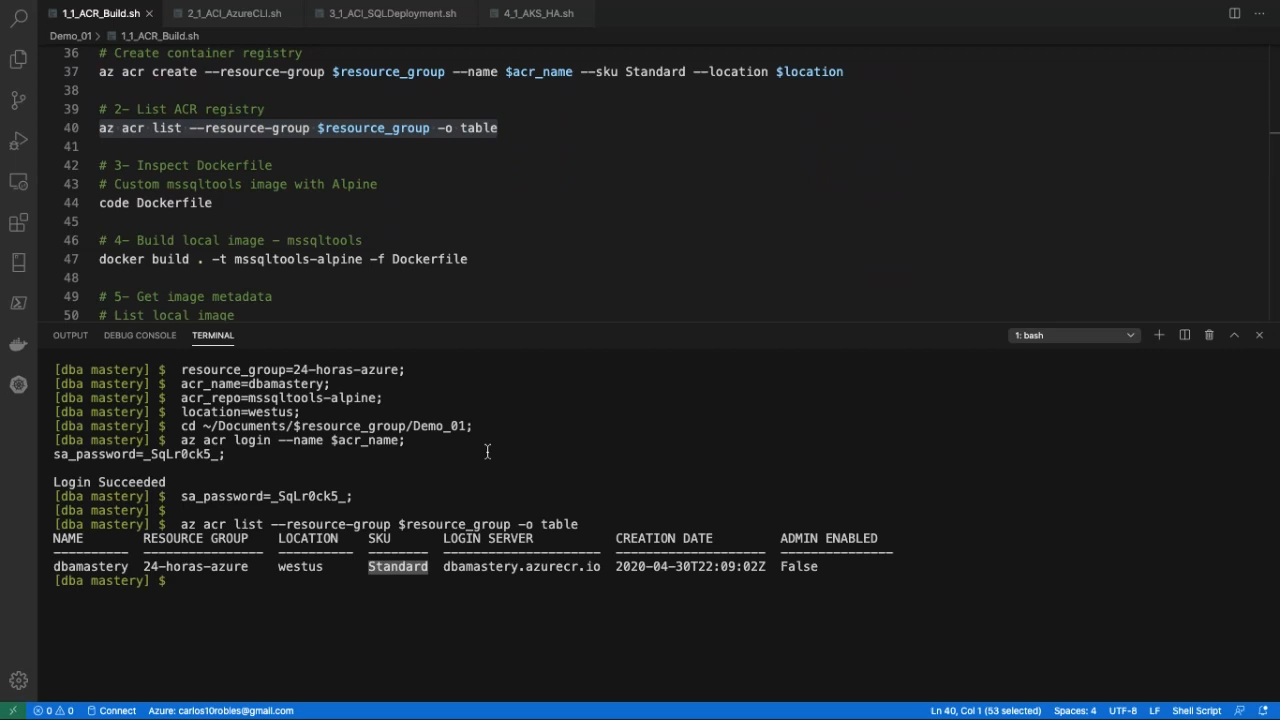 1_1_ACR_Build.sh 2_1_ACI_AzureCLI.sh 3_1_ACI_SQLDeployment.sh 4_1_AKS_HA.sh
Demo_01 > 1_1_ACR_Build.sh
36 # Create container registry
37 az acr create --resource-group $resource_group --name $acr_name --sku Standard --location $location
38
39 # 2- List ACR registry
40 az acr list --resource-group $resource_group -o table
41
42 # 3- Inspect Dockerfile
43 # Custom mssqltools image with Alpine
44 code Dockerfile
45
46 # 4- Build local image - mssqltools
47 docker build . -t mssqltools-alpine -f Dockerfile
48
49 # 5- Get image metadata
50 # List local image
OUTPUT DEBUG CONSOLE TERMINAL 1: bash
[dba mastery] $ resource_group=24-horas-azure;
[dba mastery] $ acr_name=dbamastery;
[dba mastery] $ acr_repo=mssqltools-alpine;
[dba mastery] $ location=westus;
[dba mastery] $ cd ~/Documents/$resource_group/Demo_01;
[dba mastery] $ az acr login --name $acr_name;
sa_password=_SqLr0ck5_;
Login Succeeded
[dba mastery] $ sa_password=_SqLr0ck5_;
[dba mastery] $
[dba mastery] $ az acr list --resource-group $resource_group -o table
NAME RESOURCE GROUP LOCATION SKU LOGIN SERVER CREATION DATE ADMIN ENABLED
---------- ---------------- ---------- -------- --------------------- -------------------- ---------------
dbamastery 24-horas-azure westus Standard dbamastery.azurecr.io 2020-04-30T22:09:02Z False
[dba mastery] $
0 0 Connect Azure: carlos10robles@gmail.com Ln 40, Col 1 (53 selected) Spaces: 4 UTF-8 LF Shell Script